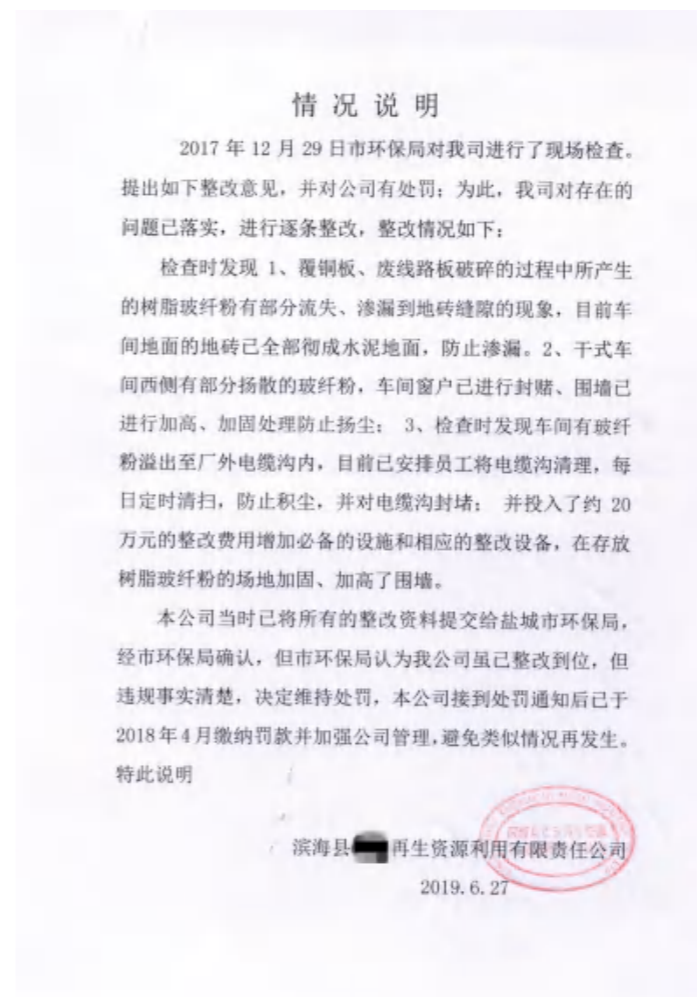 情况说明
2017 年 12 月 29 日市环保局对我司进行了现场检查。
提出如下整改意见，并对公司有处罚；为此，我司对存在的
问题已落实，进行逐条整改，整改情况如下：
检查时发现 1、覆铜板、废线路板破碎的过程中所产生
的树脂玻纤粉有部分流失、渗漏到地砖缝隙的现象，目前车
间地面的地砖已全部彻成水泥地面，防止渗漏。2、干式车
间西侧有部分扬散的玻纤粉，车间窗户已进行封赌、围墙已
进行加高、加固处理防止扬尘； 3、检查时发现车间有玻纤
粉溢出至厂外电缆沟内，目前已安排员工将电缆沟清理，每
日定时清扫，防止积尘，并对电缆沟封堵； 并投入了约 20
万元的整改费用增加必备的设施和相应的整改设备，在存放
树脂玻纤粉的场地加固、加高了围墙。
本公司当时已将所有的整改资料提交给盐城市环保局，
经市环保局确认，但市环保局认为我公司虽已整改到位，但
违规事实清楚，决定维持处罚，本公司接到处罚通知后已于
2018 年 4 月缴纳罚款并加强公司管理，避免类似情况再发生。
特此说明
滨海县 再生资源利用有限责任公司
2019.6.27